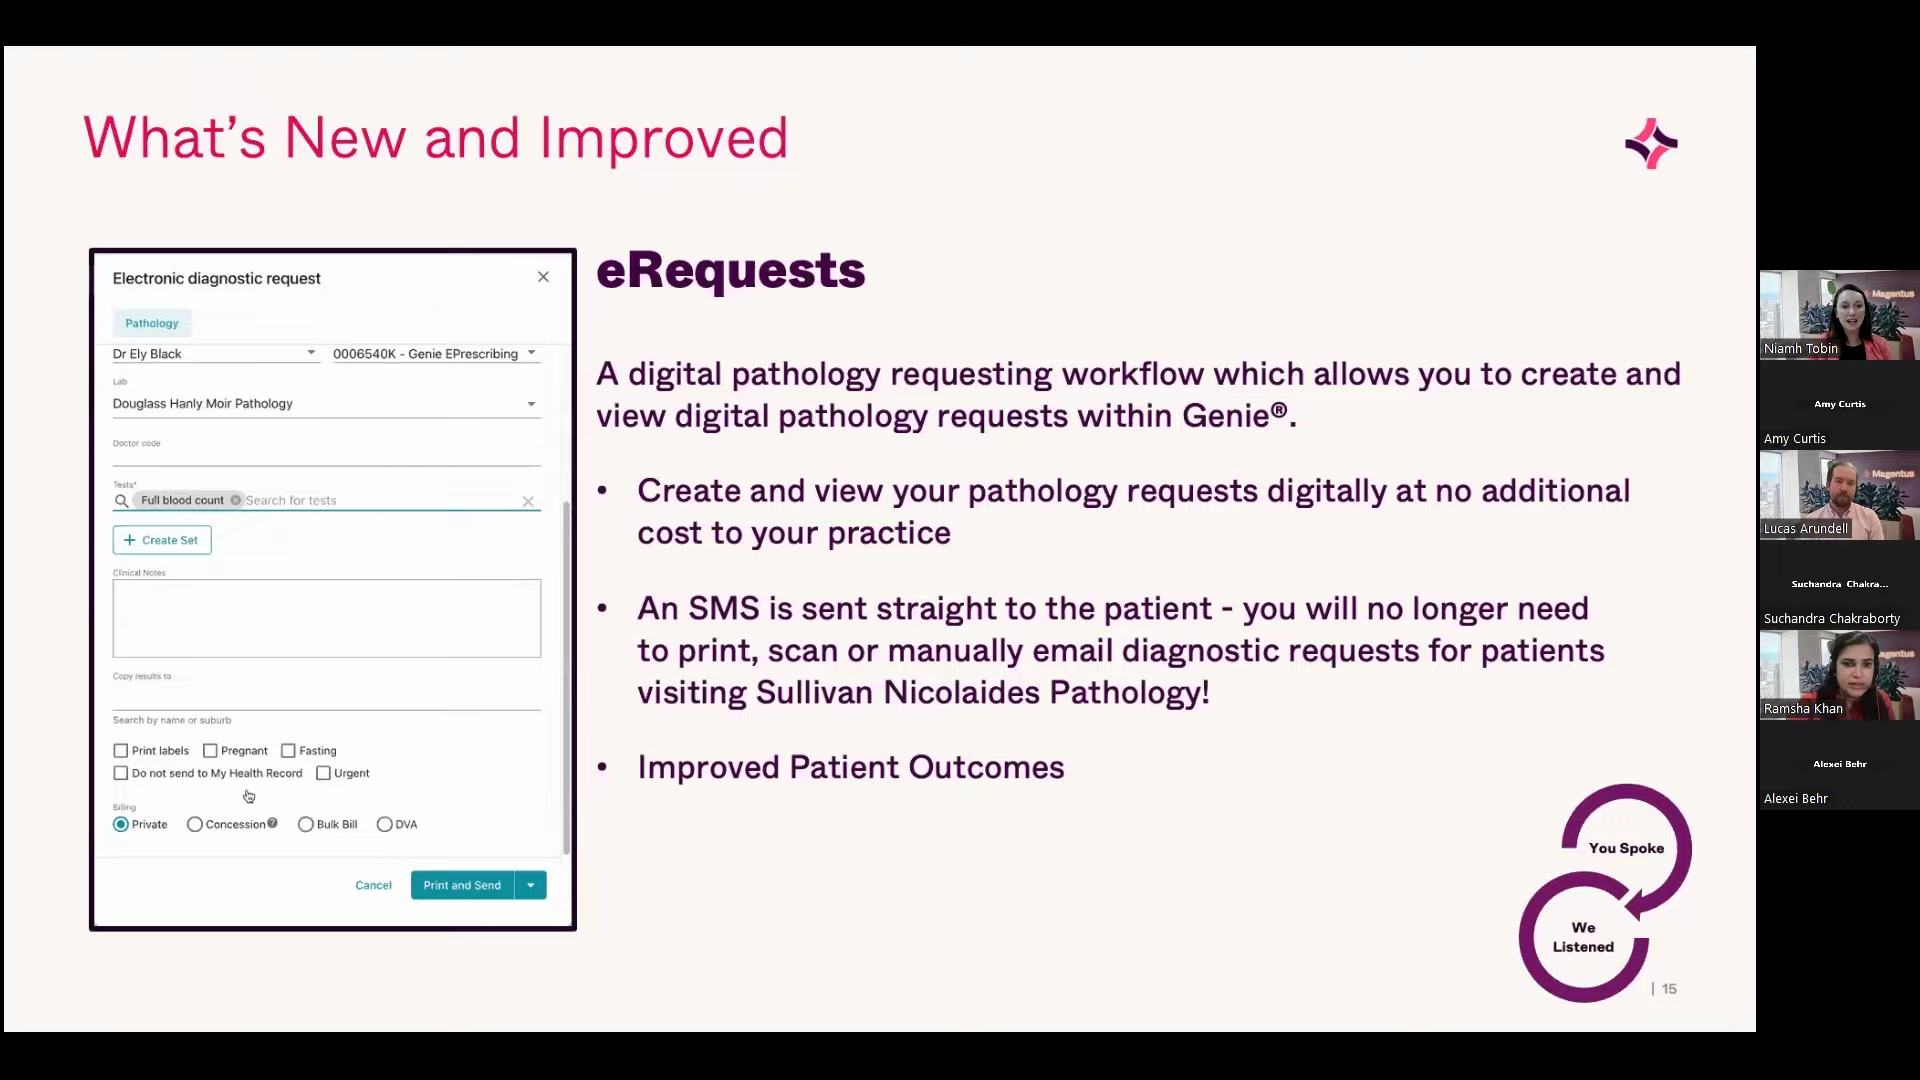 What's New and Improved
Electronic diagnostic request
Pathology
Dr Ely Black
0006540K - Genie EPrescribing
Lab
Douglass Hanly Moir Pathology
Doctor code
Tests*
Full blood count
Search for tests
+ Create Set
Clinical Notes
Copy results to
Search by name or suburb
Print labels
Pregnant
Fasting
Do not send to My Health Record
Urgent
Billing
Private
Concession
Bulk Bill
DVA
Cancel
Print and Send
eRequests
A digital pathology requesting workflow which allows you to create and
view digital pathology requests within Genie®.
• Create and view your pathology requests digitally at no additional
cost to your practice
• An SMS is sent straight to the patient - you will no longer need
to print, scan or manually email diagnostic requests for patients
visiting Sullivan Nicolaides Pathology!
• Improved Patient Outcomes
You Spoke
We
Listened
| 15
Magentus
Niamh Tobin
Amy Curtis
Amy Curtis
Magentus
Lucas Arundell
Suchandra Chakra...
Suchandra Chakraborty
Ramsha Khan
Alexei Behr
Alexei Behr